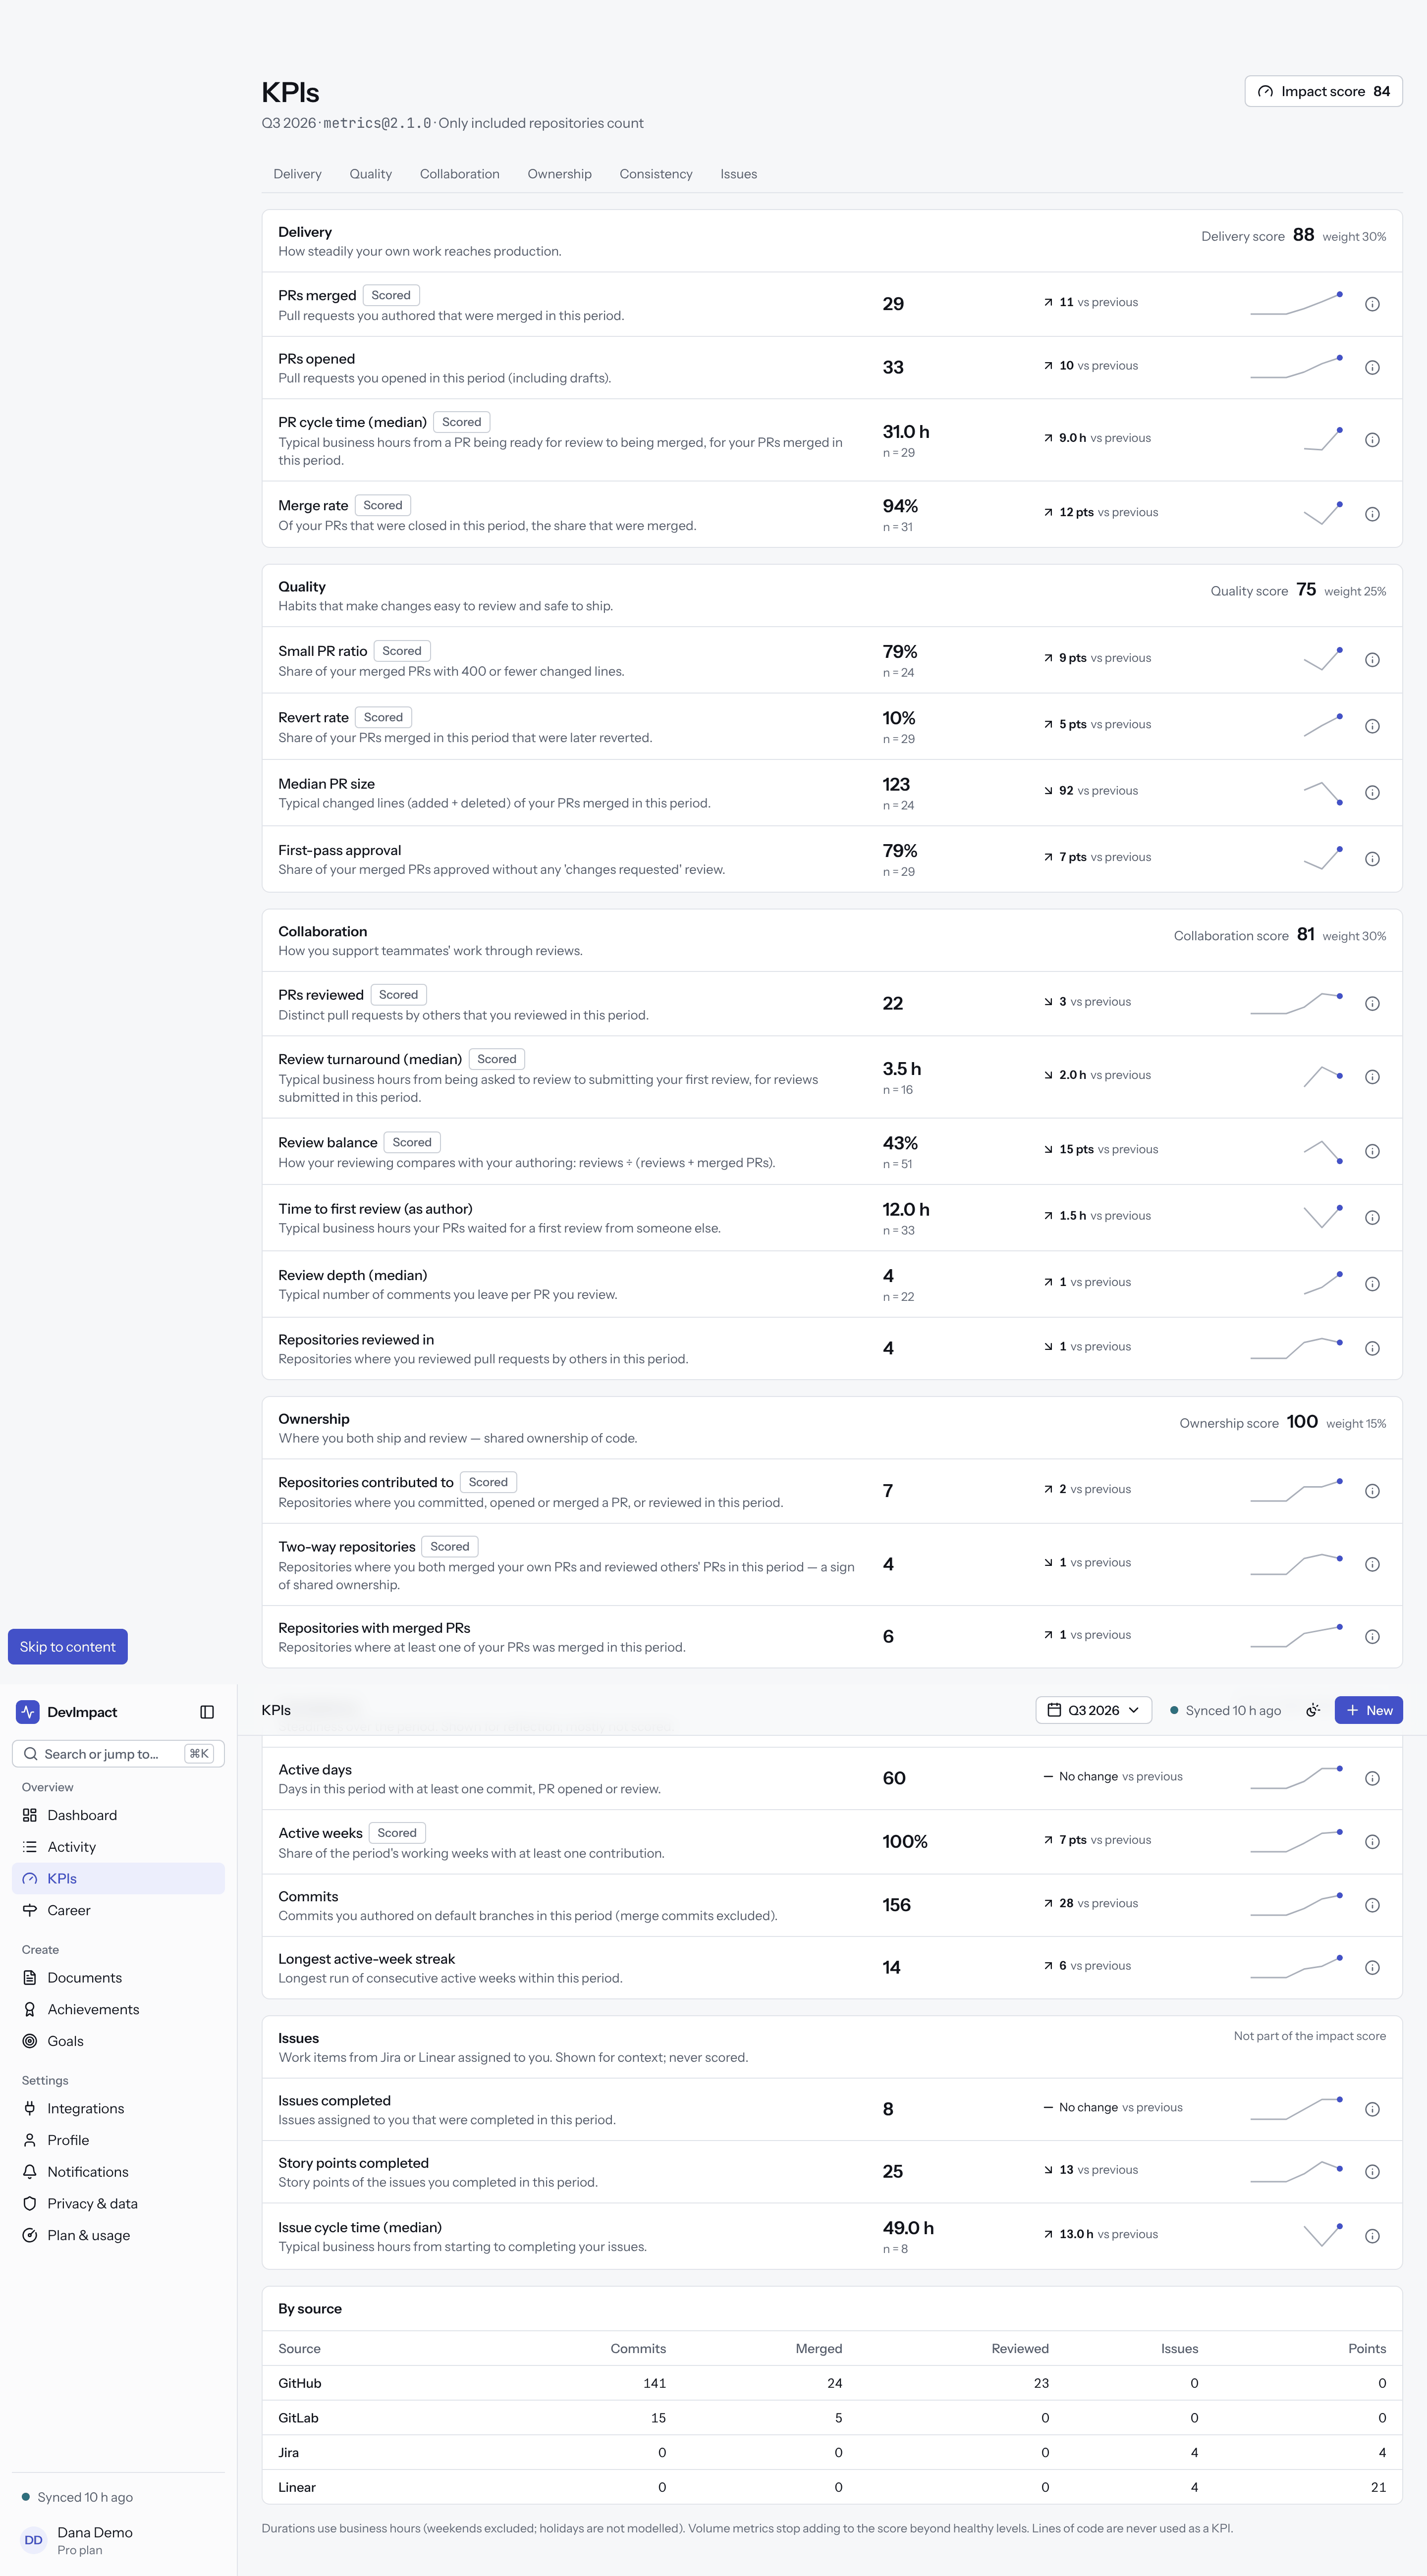 KPIs
Impact score 84
Q3 2026 · metrics@2.1.0 · Only included repositories count
Delivery Quality Collaboration Ownership Consistency Issues
Delivery
How steadily your own work reaches production.
Delivery score 88 weight 30%
PRs merged Scored
Pull requests you authored that were merged in this period.
29
11 vs previous
PRs opened
Pull requests you opened in this period (including drafts).
33
10 vs previous
PR cycle time (median) Scored
Typical business hours from a PR being ready for review to being merged, for your PRs merged in
this period.
31.0 h
n = 29
9.0 h vs previous
Merge rate Scored
Of your PRs that were closed in this period, the share that were merged.
94%
n = 31
12 pts vs previous
Quality
Habits that make changes easy to review and safe to ship.
Quality score 75 weight 25%
Small PR ratio Scored
Share of your merged PRs with 400 or fewer changed lines.
79%
n = 24
9 pts vs previous
Revert rate Scored
Share of your PRs merged in this period that were later reverted.
10%
n = 29
5 pts vs previous
Median PR size
Typical changed lines (added + deleted) of your PRs merged in this period.
123
n = 24
92 vs previous
First-pass approval
Share of your merged PRs approved without any 'changes requested' review.
79%
n = 29
7 pts vs previous
Collaboration
How you support teammates' work through reviews.
Collaboration score 81 weight 30%
PRs reviewed Scored
Distinct pull requests by others that you reviewed in this period.
22
3 vs previous
Review turnaround (median) Scored
Typical business hours from being asked to review to submitting your first review, for reviews
submitted in this period.
3.5 h
n = 16
2.0 h vs previous
Review balance Scored
How your reviewing compares with your authoring: reviews ÷ (reviews + merged PRs).
43%
n = 51
15 pts vs previous
Time to first review (as author)
Typical business hours your PRs waited for a first review from someone else.
12.0 h
n = 33
1.5 h vs previous
Review depth (median)
Typical number of comments you leave per PR you review.
4
n = 22
1 vs previous
Repositories reviewed in
Repositories where you reviewed pull requests by others in this period.
4
1 vs previous
Ownership
Where you both ship and review — shared ownership of code.
Ownership score 100 weight 15%
Repositories contributed to Scored
Repositories where you committed, opened or merged a PR, or reviewed in this period.
7
2 vs previous
Two-way repositories Scored
Repositories where you both merged your own PRs and reviewed others' PRs in this period — a sign
of shared ownership.
4
1 vs previous
Repositories with merged PRs
Repositories where at least one of your PRs was merged in this period.
6
1 vs previous
Skip to content
DevImpact
Search or jump to... ⌘K
Overview
Dashboard
Activity
KPIs
Career
Create
Documents
Achievements
Goals
Settings
Integrations
Profile
Notifications
Privacy & data
Plan & usage
Synced 10 h ago
DD
Dana Demo
Pro plan
KPIs
Q3 2026
Synced 10 h ago
New
Active days
Days in this period with at least one commit, PR opened or review.
60
No change vs previous
Active weeks Scored
Share of the period's working weeks with at least one contribution.
100%
7 pts vs previous
Commits
Commits you authored on default branches in this period (merge commits excluded).
156
28 vs previous
Longest active-week streak
Longest run of consecutive active weeks within this period.
14
6 vs previous
Issues
Work items from Jira or Linear assigned to you. Shown for context; never scored.
Not part of the impact score
Issues completed
Issues assigned to you that were completed in this period.
8
No change vs previous
Story points completed
Story points of the issues you completed in this period.
25
13 vs previous
Issue cycle time (median)
Typical business hours from starting to completing your issues.
49.0 h
n = 8
13.0 h vs previous
By source
Source Commits Merged Reviewed Issues Points
GitHub 141 24 23 0 0
GitLab 15 5 0 0 0
Jira 0 0 0 4 4
Linear 0 0 0 4 21
Durations use business hours (weekends excluded; holidays are not modelled). Volume metrics stop adding to the score beyond healthy levels. Lines of code are never used as a KPI.